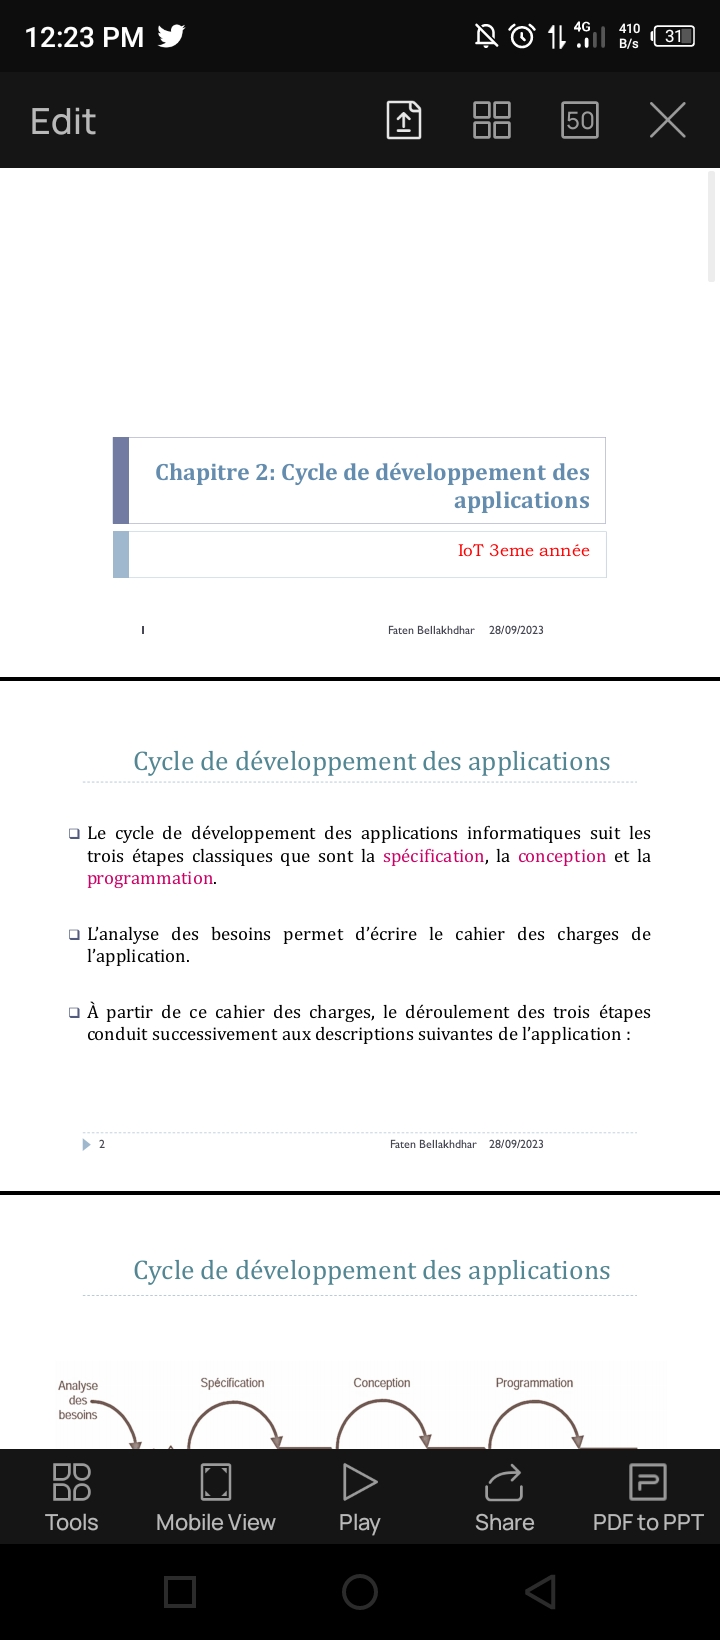 12:23 PM
4G
410
B/s
31
Edit
50
Chapitre 2: Cycle de développement des
applications
IoT 3eme année
1
Faten Bellakhdhar 28/09/2023
Cycle de développement des applications
❑ Le cycle de développement des applications informatiques suit les
trois étapes classiques que sont la spécification, la conception et la
programmation.
❑ L’analyse des besoins permet d’écrire le cahier des charges de
l’application.
❑ À partir de ce cahier des charges, le déroulement des trois étapes
conduit successivement aux descriptions suivantes de l’application :
2
Faten Bellakhdhar 28/09/2023
Cycle de développement des applications
Analyse
des
besoins
Spécification
Conception
Programmation
Tools
Mobile View
Play
Share
PDF to PPT